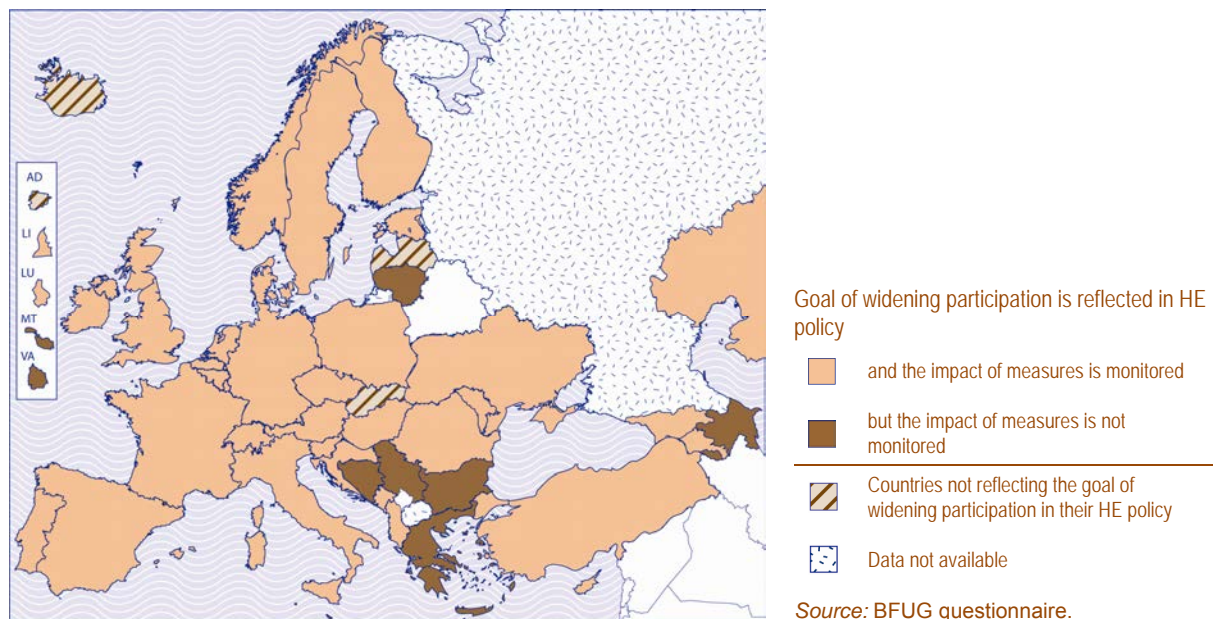 AD
LI
LU
MT
VA
Goal of widening participation is reflected in HE
policy
and the impact of measures is monitored
but the impact of measures is not
monitored
Countries not reflecting the goal of
widening participation in their HE policy
Data not available
Source: BFUG questionnaire.